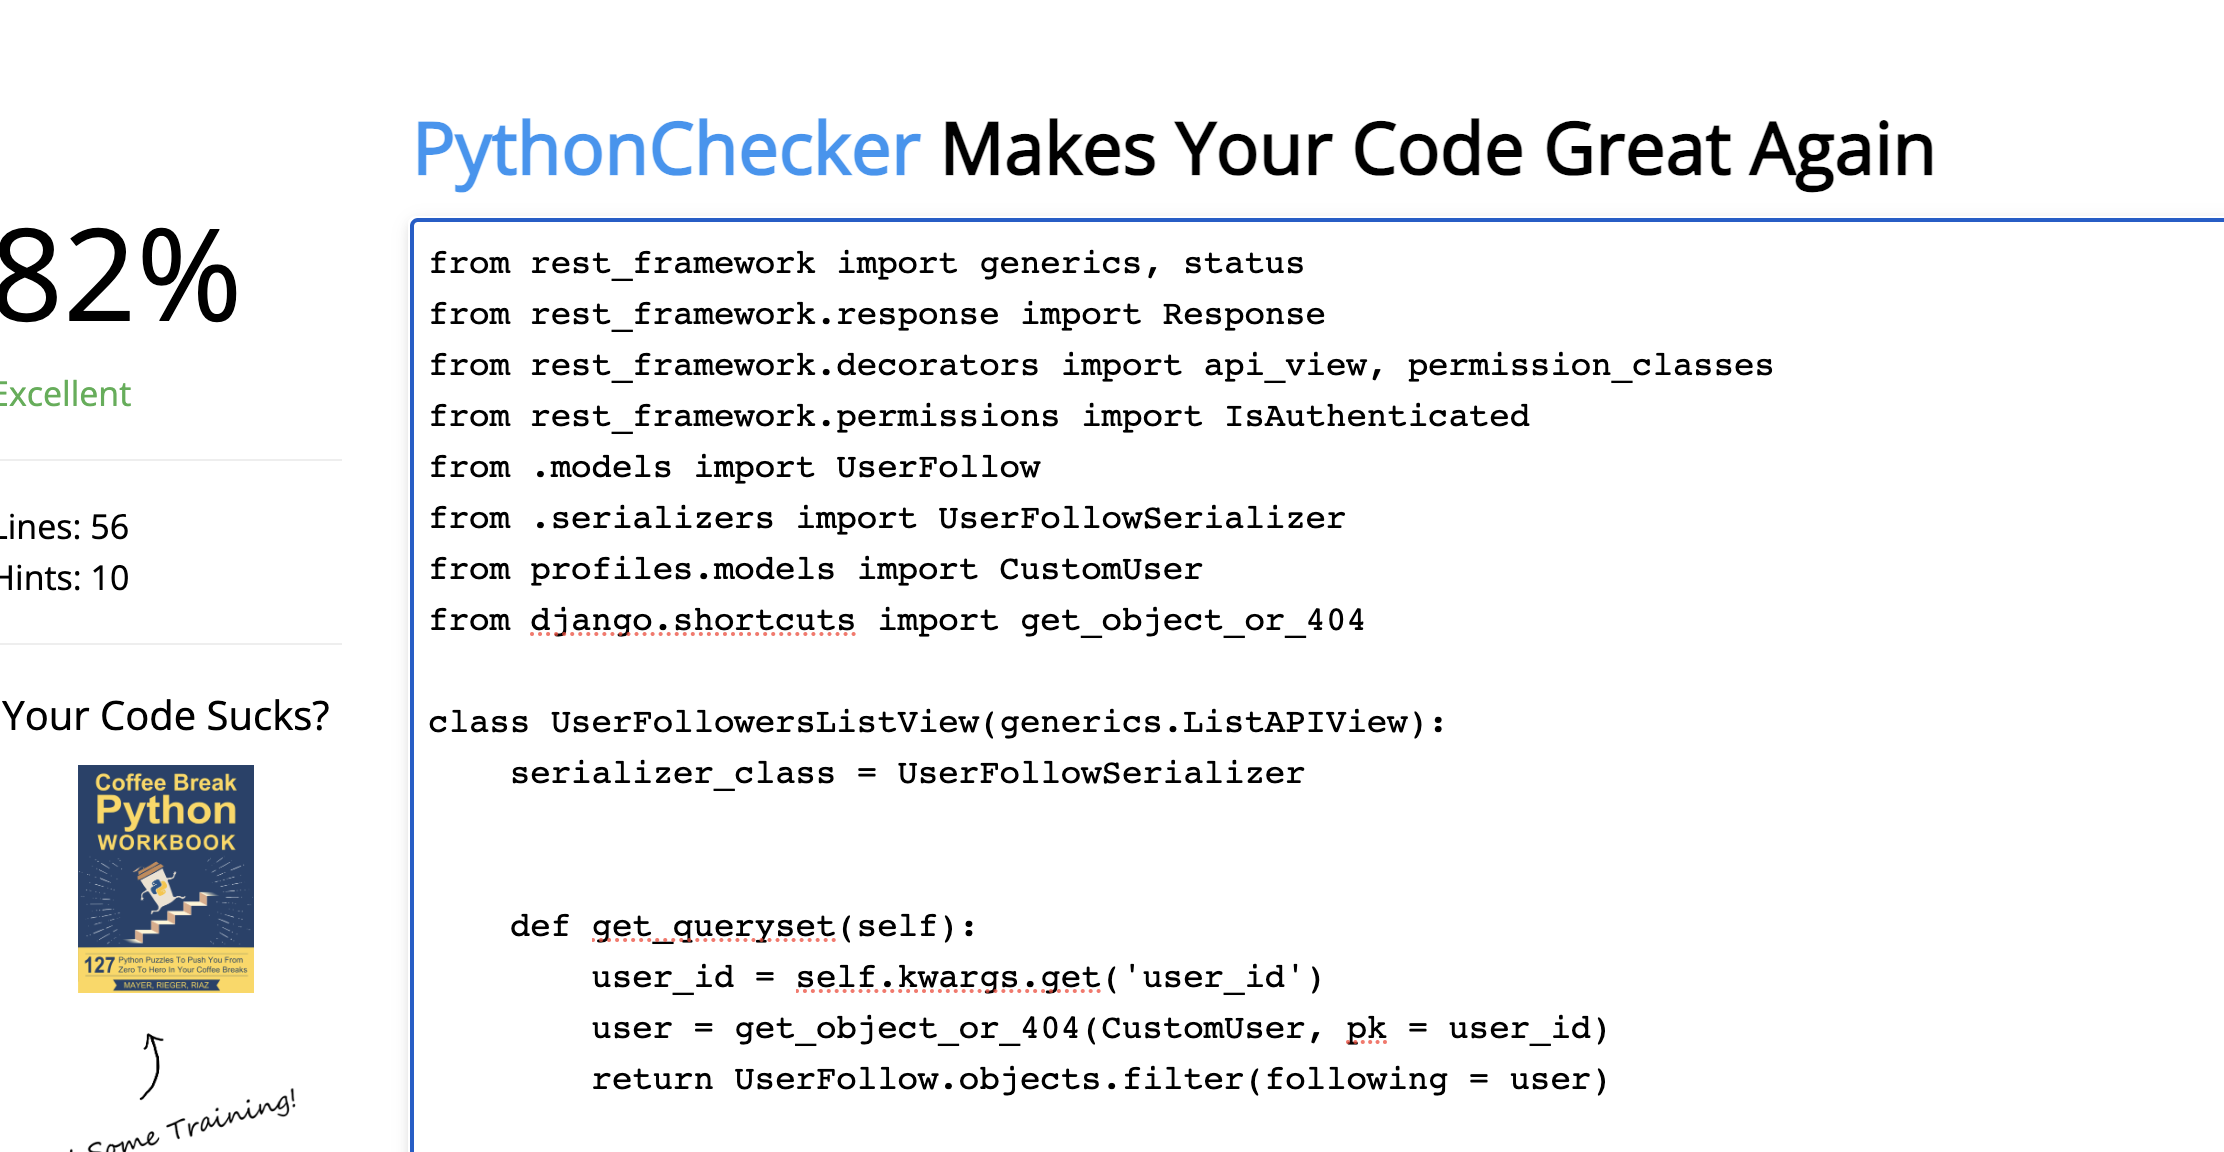 PythonChecker Makes Your Code Great Again
82%
Excellent
Lines: 56
Hints: 10
Your Code Sucks?
Coffee Break
Python
WORKBOOK
127 Python Puzzles To Push You From
Zero To Hero In Your Coffee Breaks
MAYER, RIEGER, RIAZ
Some Training!
from rest_framework import generics, status
from rest_framework.response import Response
from rest_framework.decorators import api_view, permission_classes
from rest_framework.permissions import IsAuthenticated
from .models import UserFollow
from .serializers import UserFollowSerializer
from profiles.models import CustomUser
from django.shortcuts import get_object_or_404
class UserFollowersListView(generics.ListAPIView):
    serializer_class = UserFollowSerializer
    def get_queryset(self):
        user_id = self.kwargs.get('user_id')
        user = get_object_or_404(CustomUser, pk = user_id)
        return UserFollow.objects.filter(following = user)